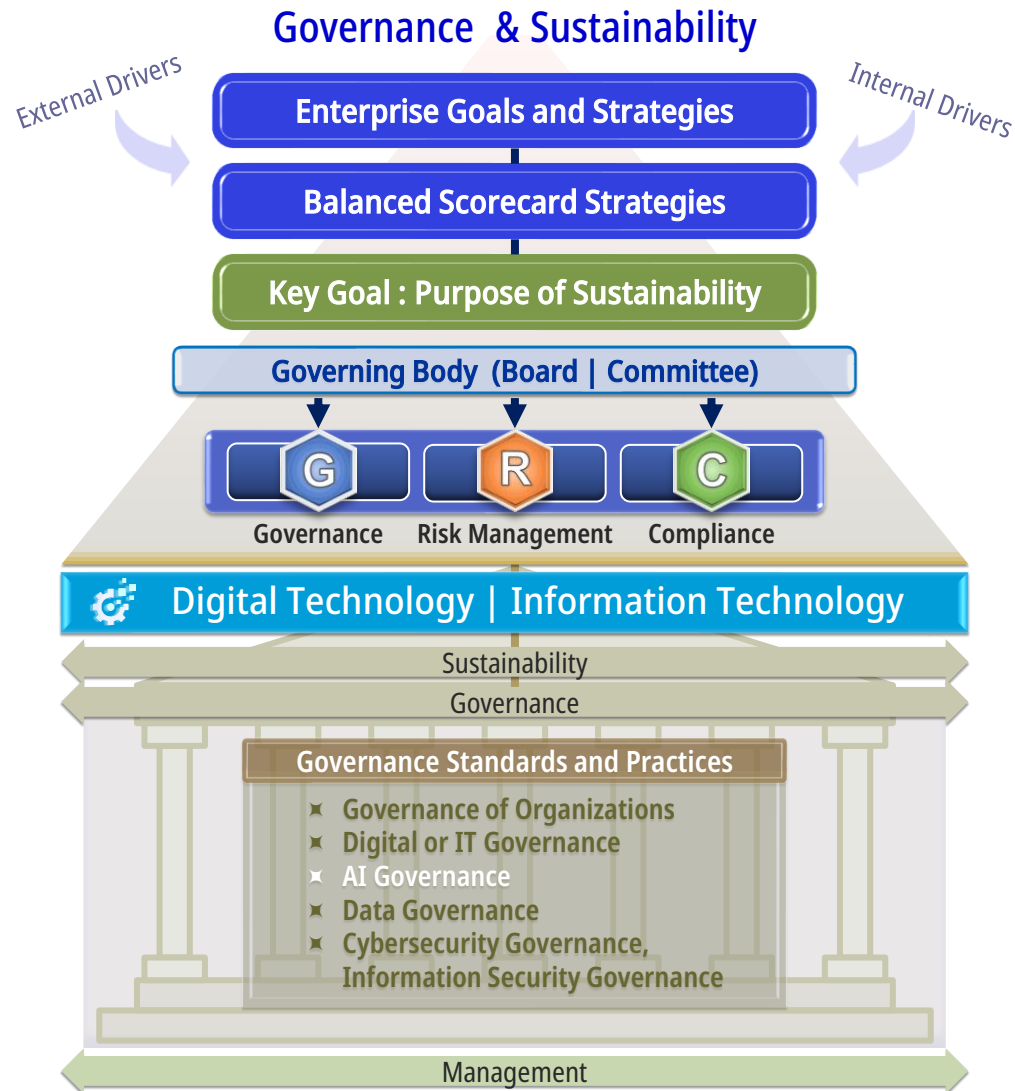 Governance & Sustainability
External Drivers
Internal Drivers
Enterprise Goals and Strategies
Balanced Scorecard Strategies
Key Goal : Purpose of Sustainability
Governing Body (Board | Committee)
G R C
Governance Risk Management Compliance
Digital Technology | Information Technology
Sustainability
Governance
Governance Standards and Practices
Governance of Organizations
Digital or IT Governance
AI Governance
Data Governance
Cybersecurity Governance,
Information Security Governance
Management